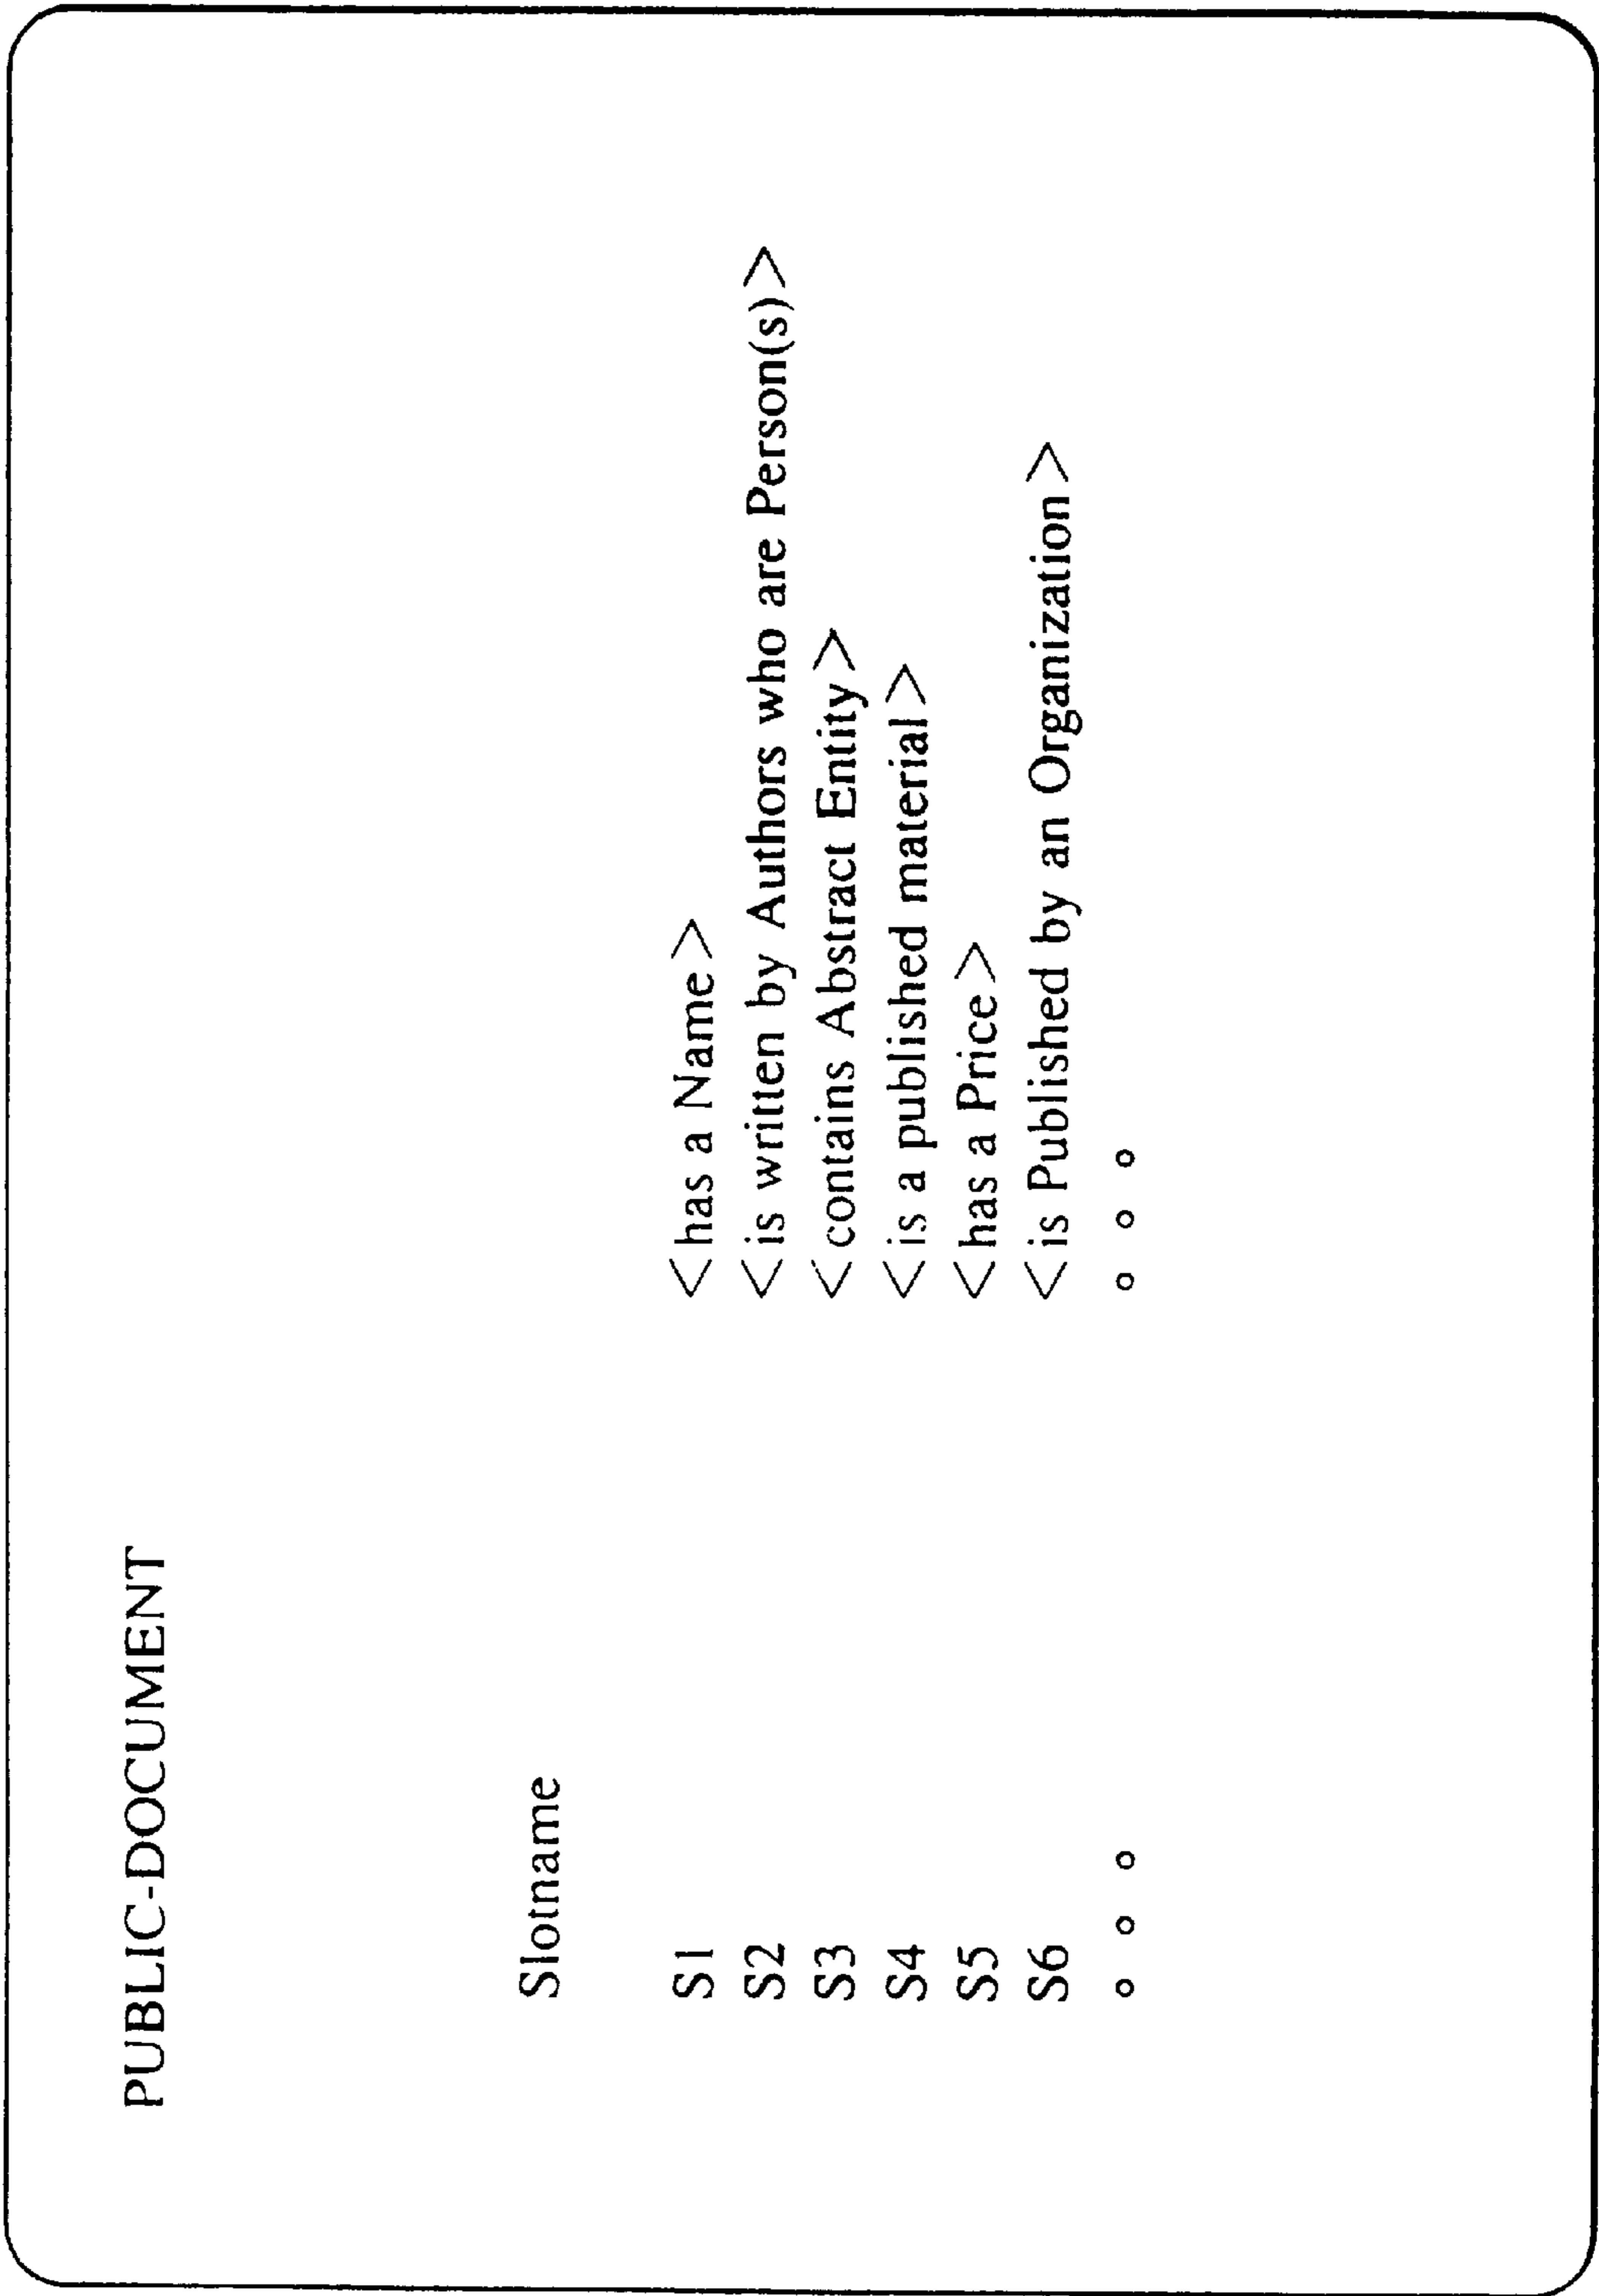 PUBLIC-DOCUMENT
Slotname
S1 <has a Name>
S2 <is written by Authors who are Person(s)>
S3 <contains Abstract Entity>
S4 <is a published material>
S5 <has a Price>
S6 <is Published by an Organization>
o o o o o o